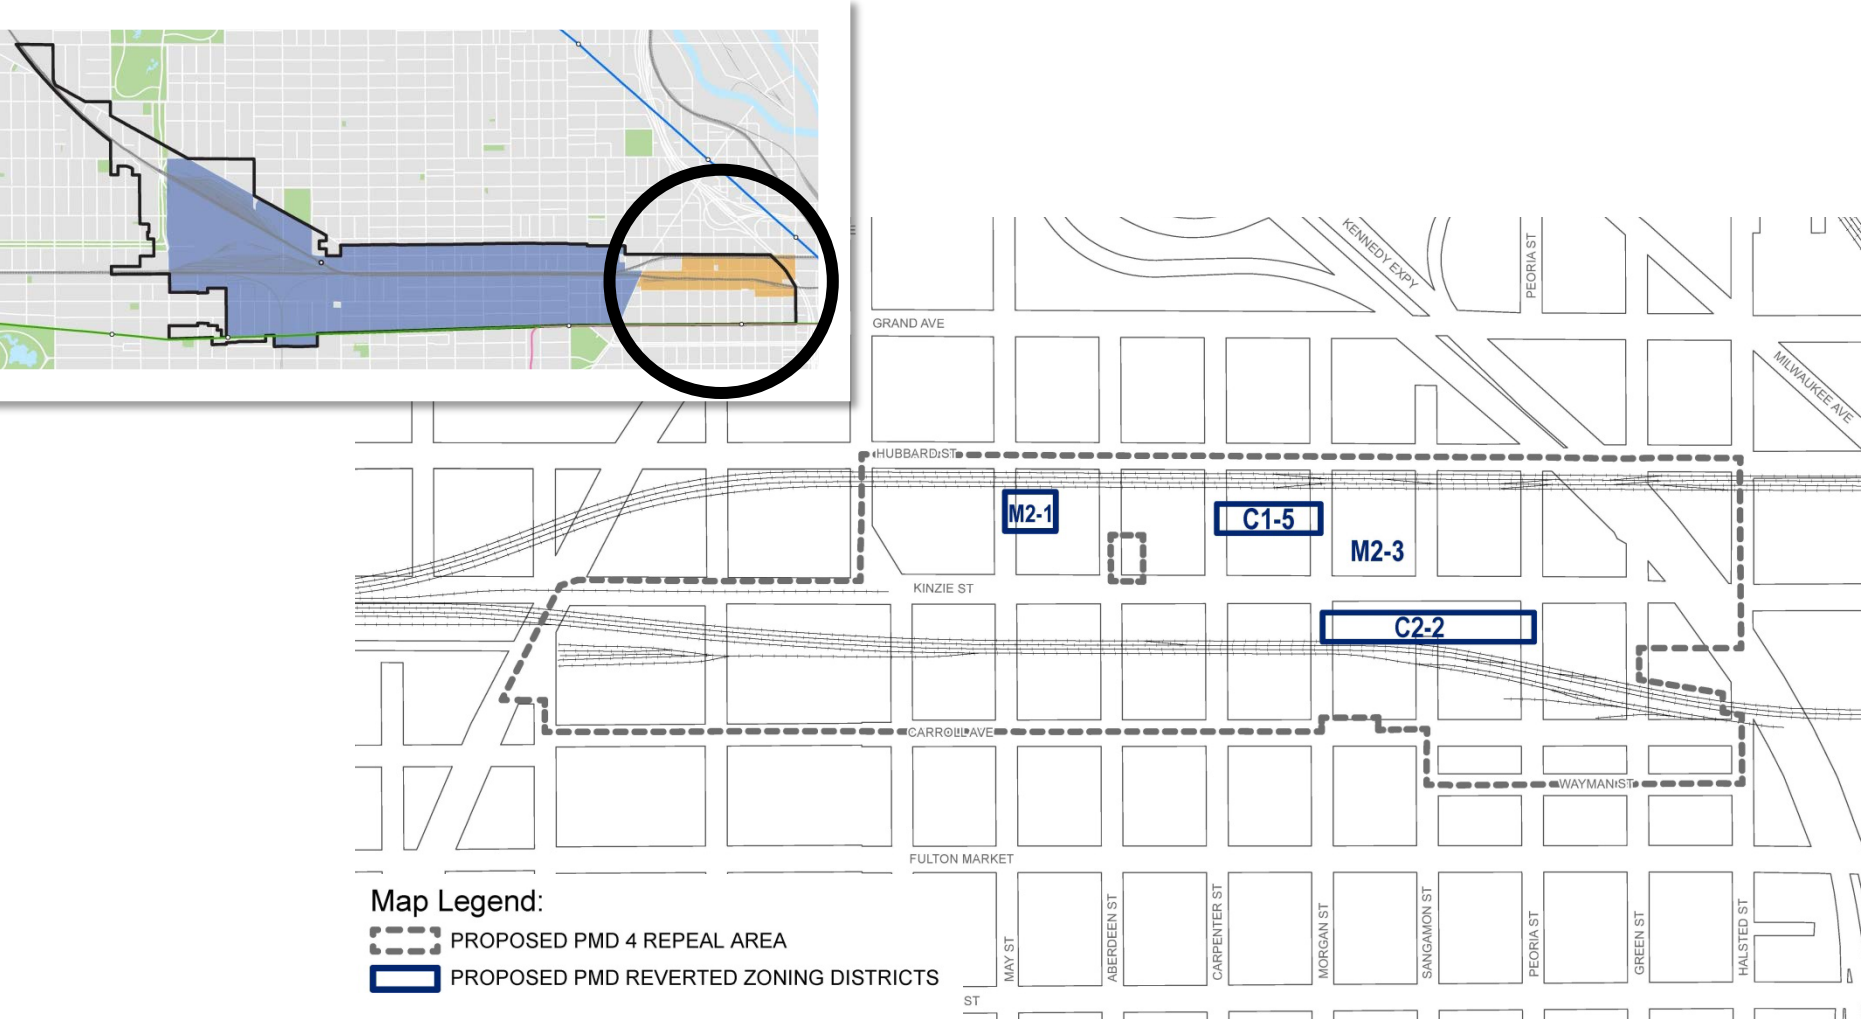 KENNEDY EXPY
PEORIA ST
GRAND AVE
MILWAUKEE AVE
HUBBARD ST
M2-1
C1-5
M2-3
KINZIE ST
C2-2
CARROLL AVE
WAYMAN ST
FULTON MARKET
MAY ST
ABERDEEN ST
CARPENTER ST
MORGAN ST
SANGAMON ST
PEORIA ST
GREEN ST
HALSTED ST
Map Legend:
PROPOSED PMD 4 REPEAL AREA
PROPOSED PMD REVERTED ZONING DISTRICTS
ST